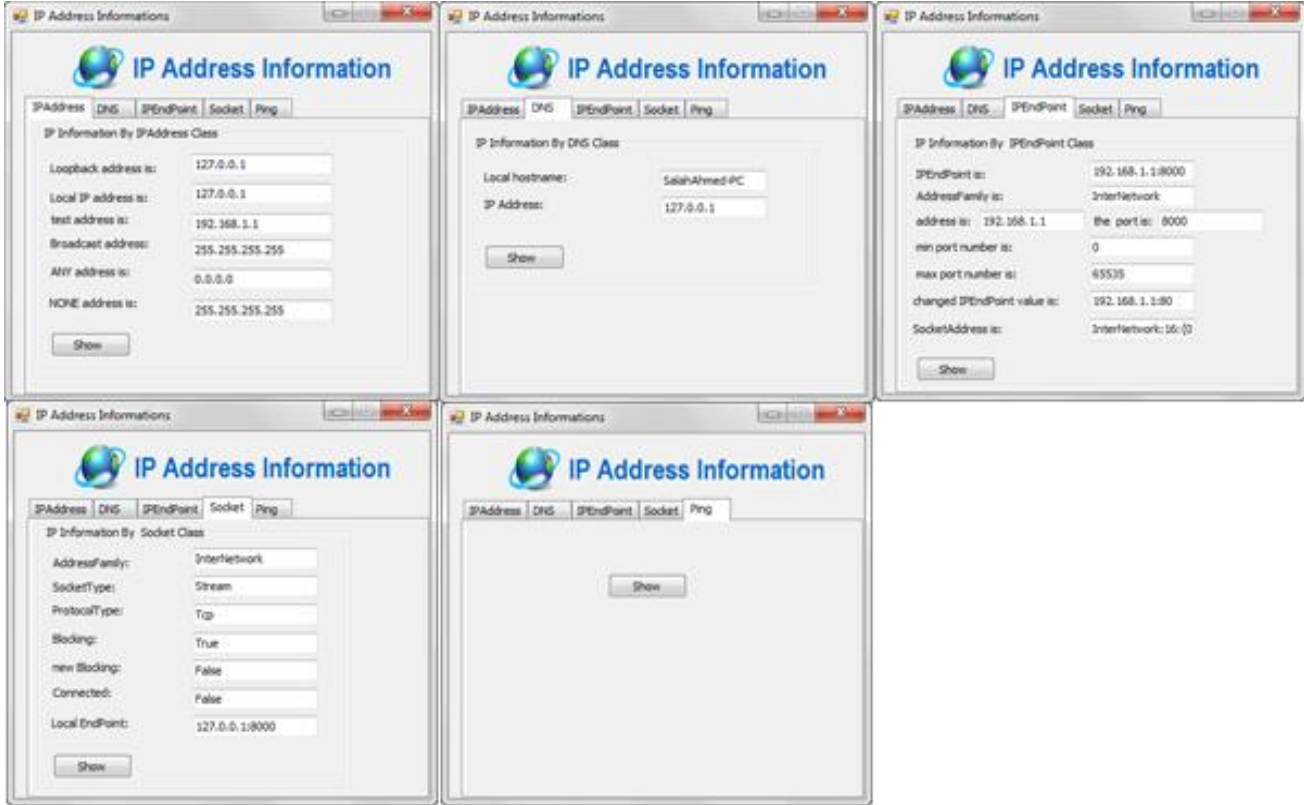 IP Address Informations
IP Address Information
IPAddress DNS IPEndPoint Socket Ping
IP Information By IPAddress Class
Loopback address is: 127.0.0.1
Local IP address is: 127.0.0.1
test address is: 192.168.1.1
Broadcast address: 255.255.255.255
ANY address is: 0.0.0.0
NONE address is: 255.255.255.255
Show
IP Address Informations
IP Address Information
IPAddress DNS IPEndPoint Socket Ping
IP Information By DNS Class
Local hostname: SalahAhmed-PC
IP Address: 127.0.0.1
Show
IP Address Informations
IP Address Information
IPAddress DNS IPEndPoint Socket Ping
IP Information By IPEndPoint Class
IPEndPoint is: 192.168.1.1:8000
AddressFamily is: InterNetwork
address is: 192.168.1.1 the port is: 8000
min port number is: 0
max port number is: 65535
changed IPEndPoint value is: 192.168.1.1:80
SocketAddress is: InterNetwork:16:{0
Show
IP Address Informations
IP Address Information
IPAddress DNS IPEndPoint Socket Ping
IP Information By Socket Class
AddressFamily: InterNetwork
SocketType: Stream
ProtocolType: Tcp
Blocking: True
new Blocking: False
Connected: False
Local EndPoint: 127.0.0.1:8000
Show
IP Address Informations
IP Address Information
IPAddress DNS IPEndPoint Socket Ping
Show